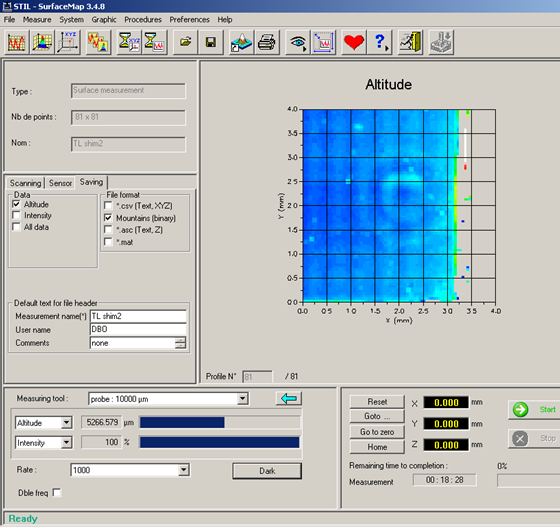 STIL - SurfaceMap 3.4.8
File Measure System Graphic Procedures Preferences Help
Type : Surface measurement
Nb de points : 81 x 81
Nom : TL shim2
Scanning Sensor Saving
Data
Altitude
Intensity
All data
File format
*.csv (Text, XYZ)
Mountains (binary)
*.asc (Text, Z)
*.mat
Default text for file header
Measurement name(*) TL shim2
User name DBO
Comments none
Altitude
4.0
3.5
3.0
2.5
2.0
1.5
1.0
0.5
0.0
Y (mm)
0.0 0.5 1.0 1.5 2.0 2.5 3.0 3.5 4.0
X (mm)
Profile N° 81 / 81
Measuring tool : probe : 10000 µm
Altitude 5266.579 µm
Intensity 100 %
Rate : 1000 Dark
Dble freq
Reset
Goto ...
Go to zero
Home
X 0.000 mm
Y 0.000 mm
Z 0.000 mm
Start
Stop
Remaining time to completion : 0%
Measurement 00 : 18 : 28
Ready